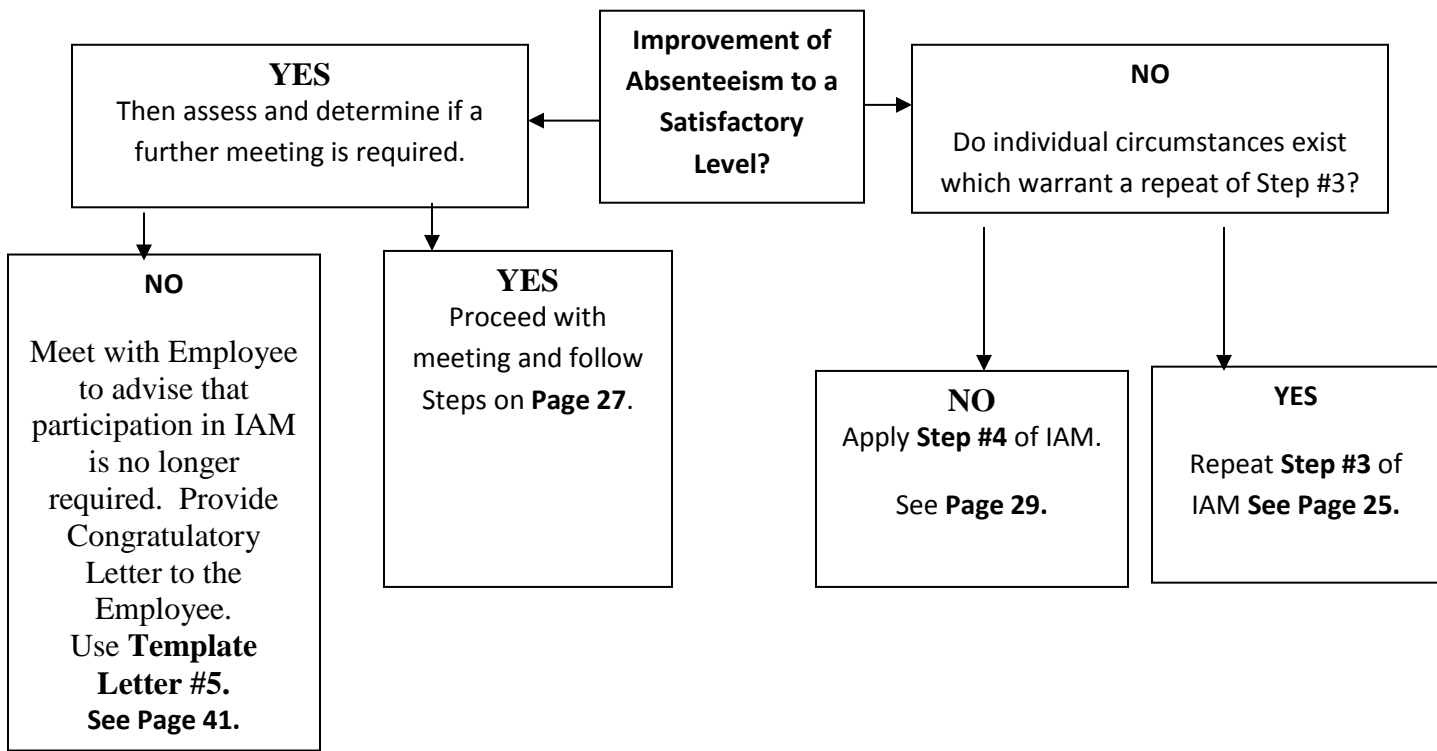 Improvement of
Absenteeism to a
Satisfactory
Level?
YES
Then assess and determine if a
further meeting is required.
NO
Do individual circumstances exist
which warrant a repeat of Step #3?
NO
Meet with Employee
to advise that
participation in IAM
is no longer
required. Provide
Congratulatory
Letter to the
Employee.
Use Template
Letter #5.
See Page 41.
YES
Proceed with
meeting and follow
Steps on Page 27.
NO
Apply Step #4 of IAM.
See Page 29.
YES
Repeat Step #3 of
IAM See Page 25.